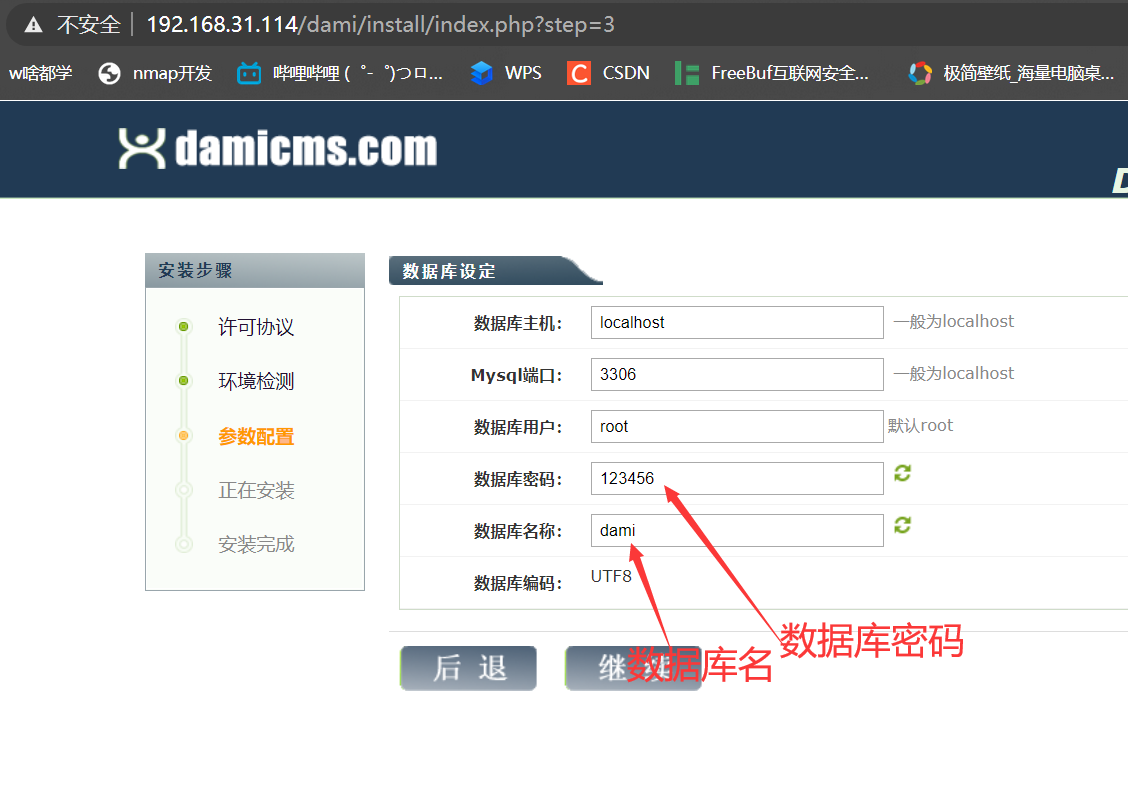 不安全 192.168.31.114/dami/install/index.php?step=3
w啥都学 nmap开发 哔哩哔哩 ( ゜- ゜)つロ... WPS CSDN FreeBuf互联网安全... 极简壁纸_海量电脑桌...
damicms.com
安装步骤
许可协议
环境检测
参数配置
正在安装
安装完成
数据库设定
数据库主机: localhost 一般为localhost
Mysql端口: 3306 一般为localhost
数据库用户: root 默认root
数据库密码: 123456
数据库名称: dami
数据库编码: UTF8
数据库密码
数据库名
后 退 继 续